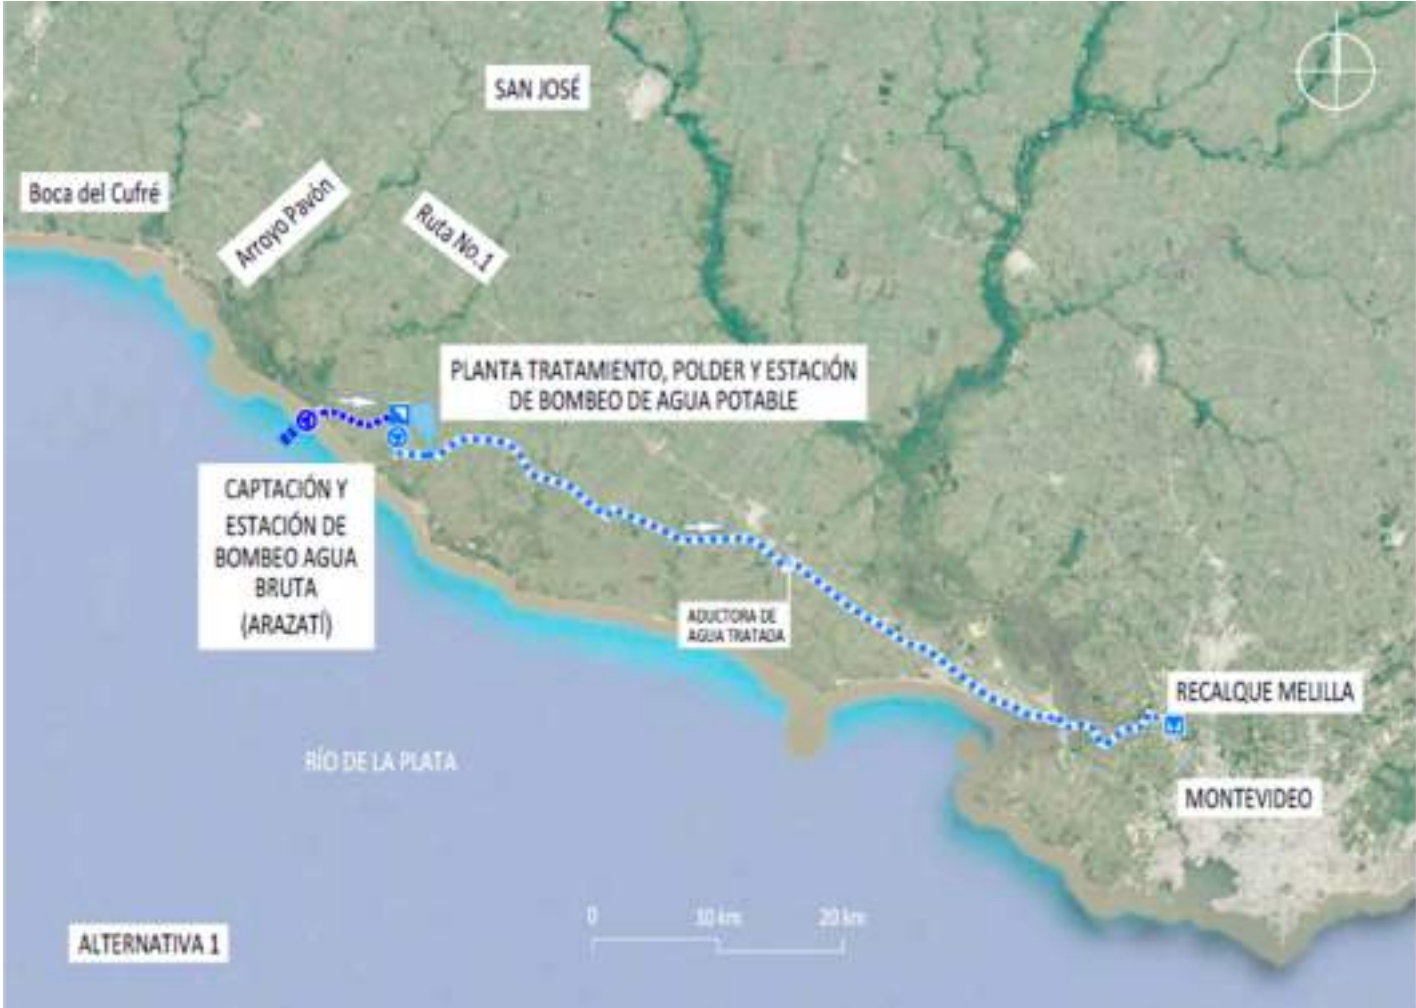 SAN JOSÉ
Boca del Cufré
Arroyo Pavón
Ruta No.1
PLANTA TRATAMIENTO, POLDER Y ESTACIÓN
DE BOMBEO DE AGUA POTABLE
CAPTACIÓN Y
ESTACIÓN DE
BOMBEO AGUA
BRUTA
(ARAZATÍ)
ADUCTORA DE
AGUA TRATADA
RECALQUE MELILLA
RÍO DE LA PLATA
MONTEVIDEO
0 10 km 20 km
ALTERNATIVA 1